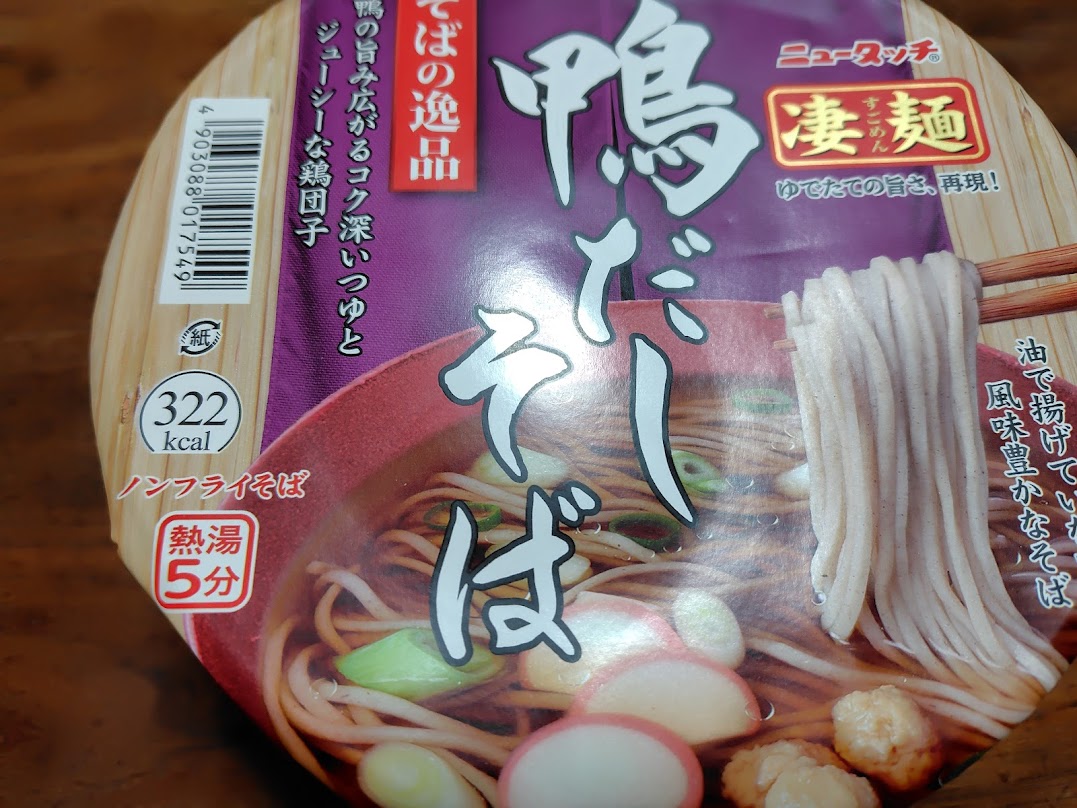 ニュータッチ®
凄麺
すごめん
ゆでたての旨さ、再現!
鴨だし
そば
そばの逸品
鴨の旨み広がるコク深いつゆと
ジューシーな鶏団子
4 903088 017549
紙
322
kcal
ノンフライそば
熱湯
5分
油で揚げていな
風味豊かなそば